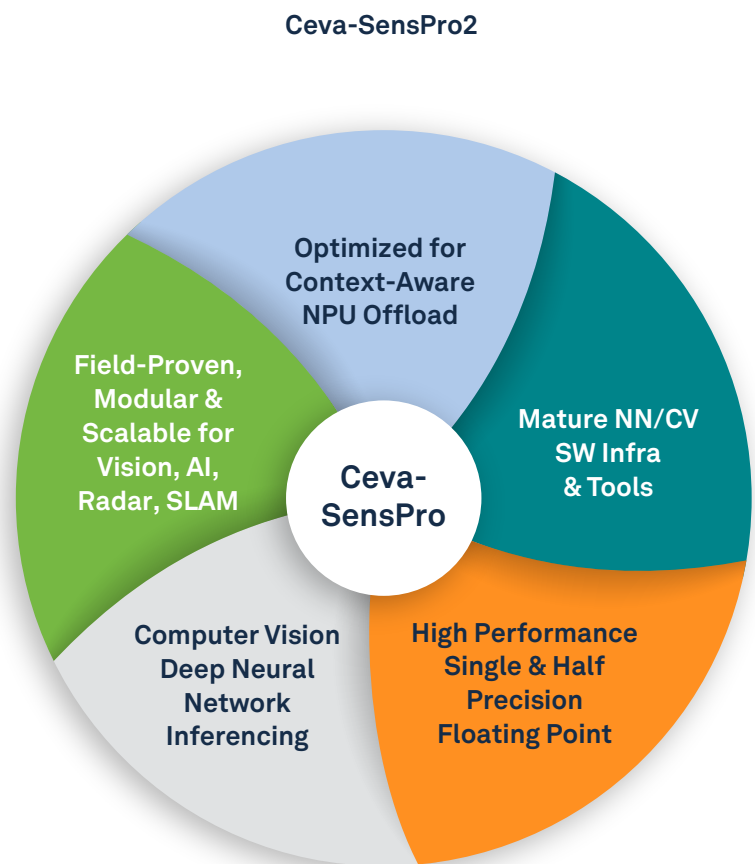 Ceva-SensPro2
Optimized for
Context-Aware
NPU Offload
Field-Proven,
Modular &
Scalable for
Vision, AI,
Radar, SLAM
Mature NN/CV
SW Infra
& Tools
Ceva-
SensPro
Computer Vision
Deep Neural
Network
Inferencing
High Performance
Single & Half
Precision
Floating Point